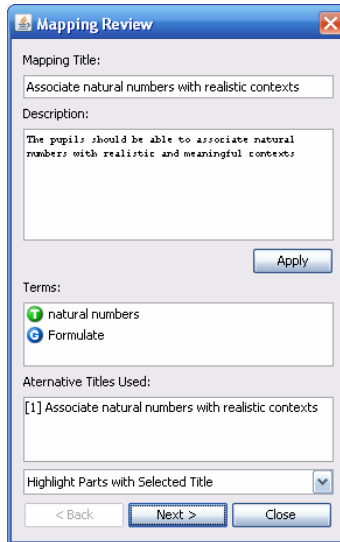 Mapping Review
Mapping Title:
Associate natural numbers with realistic contexts
Description:
The pupils should be able to associate natural
numbers with realistic and meaningful contexts
Apply
Terms:
T natural numbers
G Formulate
Aternative Titles Used:
[1] Associate natural numbers with realistic contexts
Highlight Parts with Selected Title
< Back Next > Close